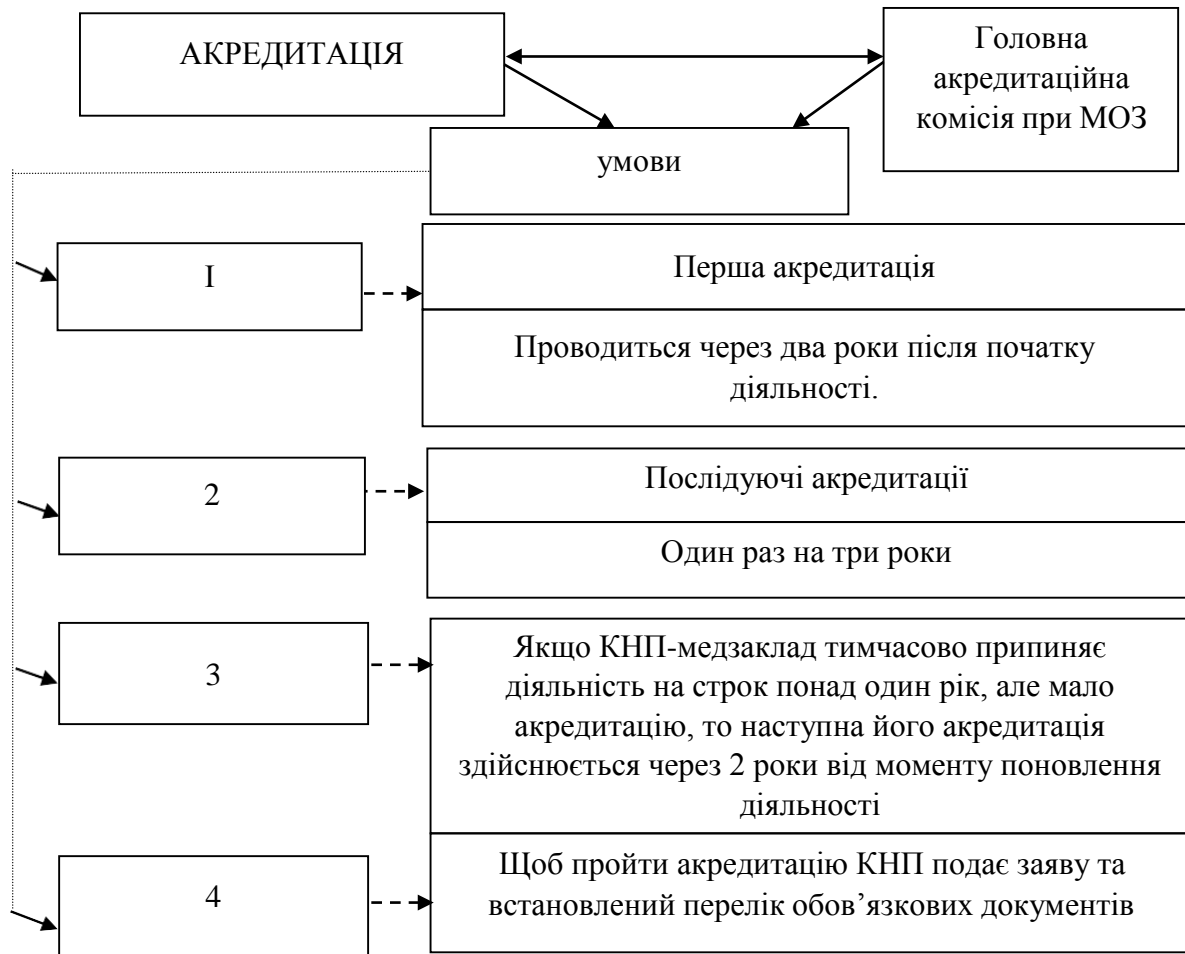 АКРЕДИТАЦІЯ
Головна
акредитаційна
комісія при МОЗ
умови
І
Перша акредитація
Проводиться через два роки після початку
діяльності.
2
Послідуючі акредитації
Один раз на три роки
3
Якщо КНП-медзаклад тимчасово припиняє
діяльність на строк понад один рік, але мало
акредитацію, то наступна його акредитація
здійснюється через 2 роки від моменту поновлення
діяльності
4
Щоб пройти акредитацію КНП подає заяву та
встановлений перелік обов’язкових документів